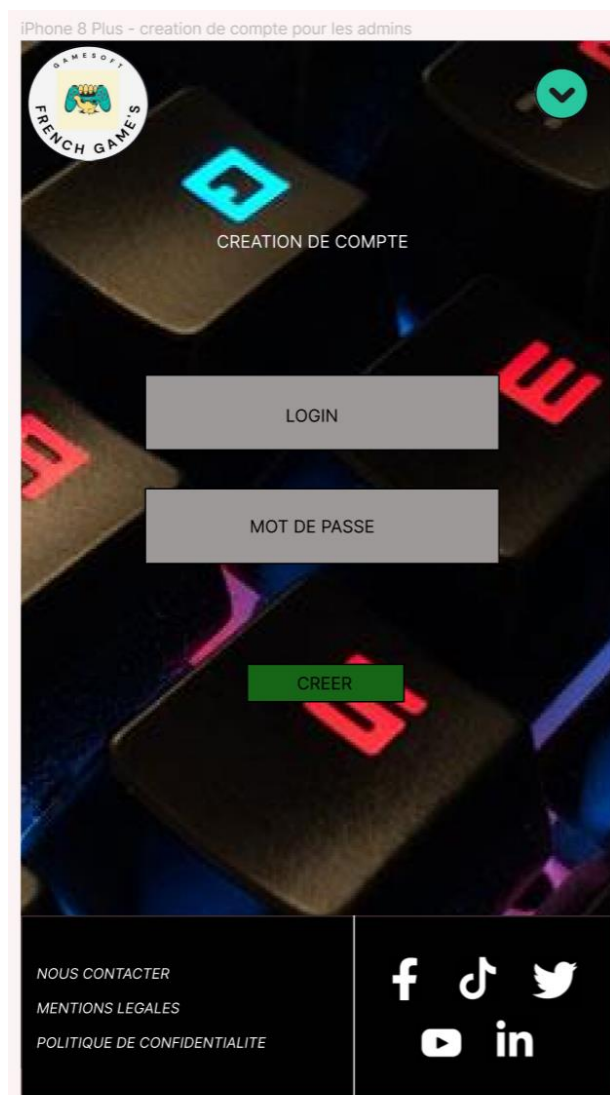 iPhone 8 Plus - creation de compte pour les admins
GAMESOFT
FRENCH GAME'S
CREATION DE COMPTE
LOGIN
MOT DE PASSE
CREER
NOUS CONTACTER
MENTIONS LEGALES
POLITIQUE DE CONFIDENTIALITE